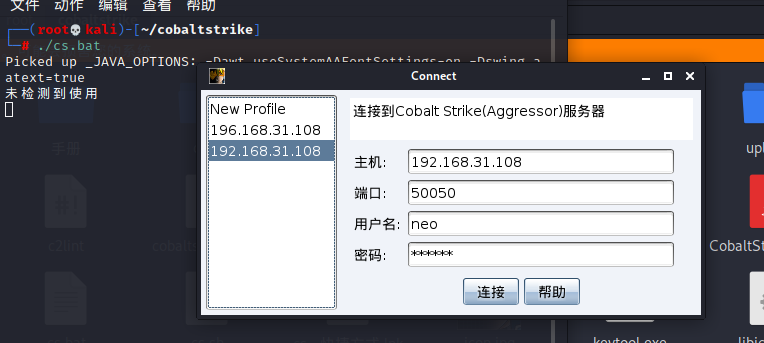 文件 动作 编辑 查看 帮助
(root💀kali)-[~/cobaltstrike]
# ./cs.bat
Picked up _JAVA_OPTIONS: -Dawt.useSystemAAFontSettings=on -Dswing.a
atext=true
未检测到使用
Connect
New Profile
196.168.31.108
192.168.31.108
连接到Cobalt Strike(Aggressor)服务器
主机: 192.168.31.108
端口: 50050
用户名: neo
密码: ******
连接 帮助
手册
c2lint
upl
CobaltSt
keytool.exe